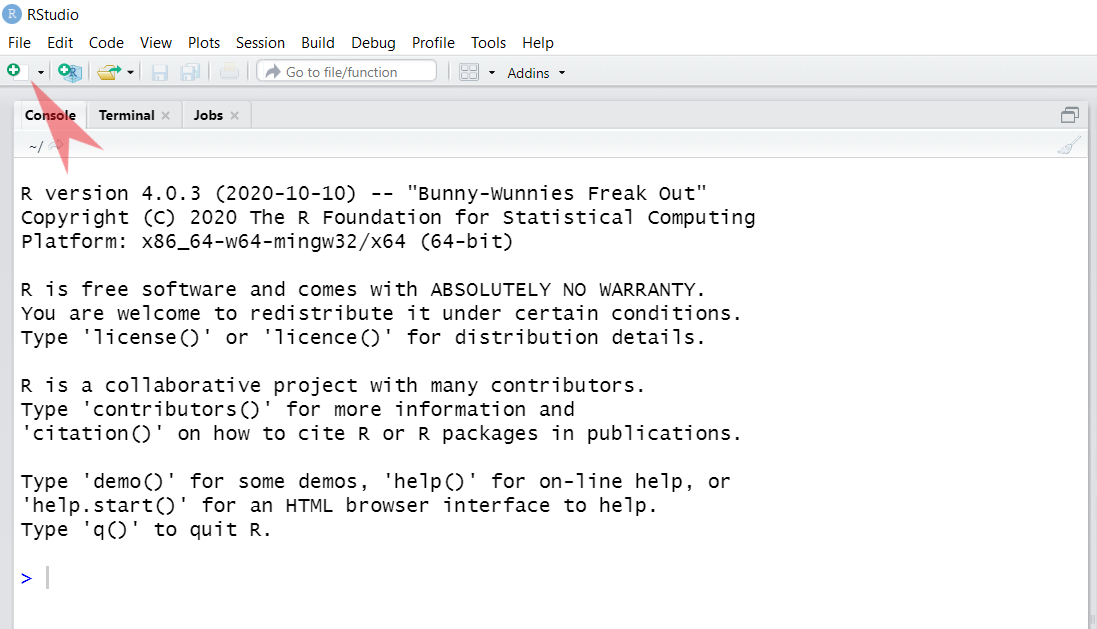 R RStudio
File Edit Code View Plots Session Build Debug Profile Tools Help
Go to file/function Addins
Console Terminal Jobs
~/
R version 4.0.3 (2020-10-10) -- "Bunny-Wunnies Freak Out"
Copyright (C) 2020 The R Foundation for Statistical Computing
Platform: x86_64-w64-mingw32/x64 (64-bit)
R is free software and comes with ABSOLUTELY NO WARRANTY.
You are welcome to redistribute it under certain conditions.
Type 'license()' or 'licence()' for distribution details.
R is a collaborative project with many contributors.
Type 'contributors()' for more information and
'citation()' on how to cite R or R packages in publications.
Type 'demo()' for some demos, 'help()' for on-line help, or
'help.start()' for an HTML browser interface to help.
Type 'q()' to quit R.
>